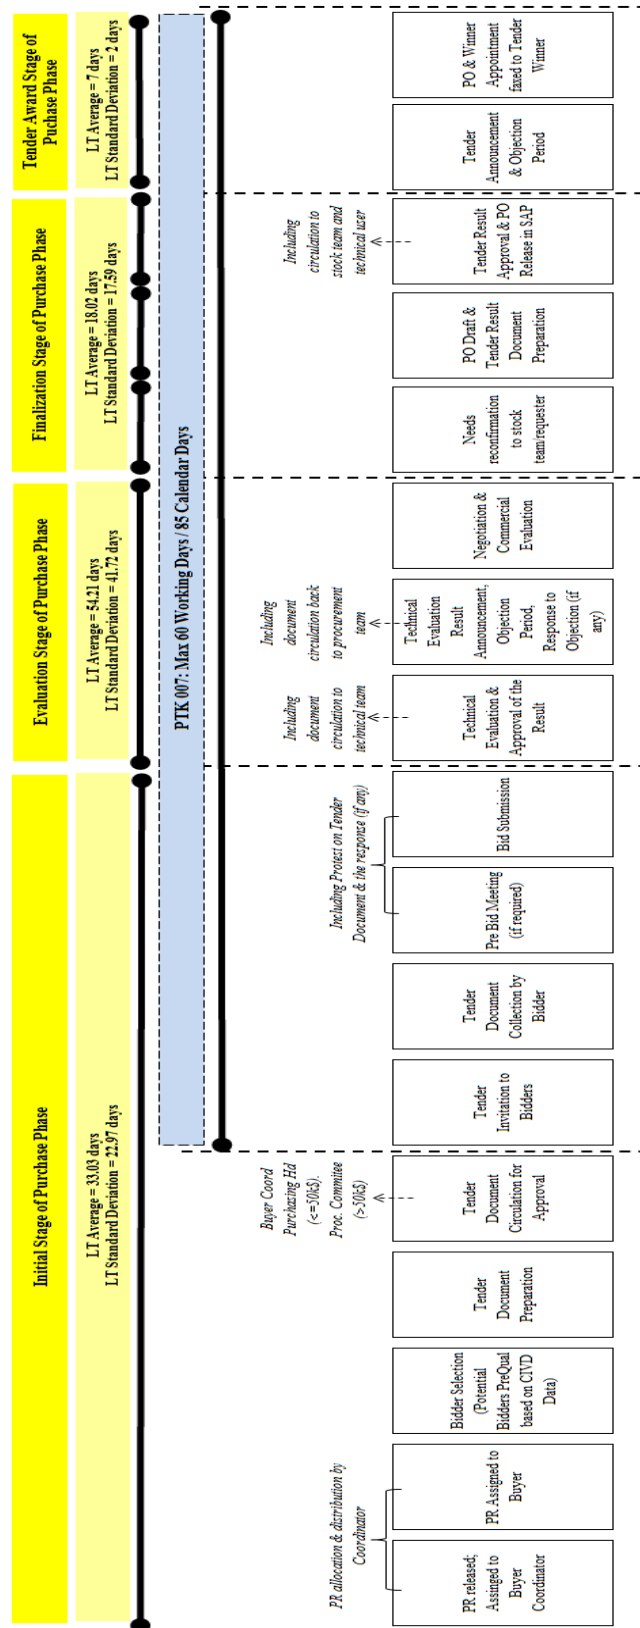 Initial Stage of Purchase Phase
Evaluation Stage of Purchase Phase
Finalization Stage of Purchase Phase
Tender Award Stage of
Puchase Phase
LT Average = 33.03 days
LT Standard Deviation = 22.97 days
LT Average = 54.21 days
LT Standard Deviation = 41.72 days
LT Average = 18.02 days
LT Standard Deviation = 17.59 days
LT Average = 7 days
LT Standard Deviation = 2 days
PTK 007: Max 60 Working Days / 85 Calendar Days
PR allocation & distribution by
Coordinator
Buyer Coord
Purchasing Hd
(<=50k$).
Proc. Commitee
(>50k$)
Including Protest on Tender
Document & the response (if any)
Including
document
circulation to
technical team
Including
document
circulation back
to procurement
team
Including
circulation to
stock team and
technical user
PR released;
Assinged to
Buyer
Coordinator
PR Assigned to
Buyer
Bidder Selection
(Potential
Bidders PreQual
based on CIVD
Data)
Tender
Document
Preparation
Tender
Document
Circulation for
Approval
Tender
Invitation to
Bidders
Tender
Document
Collection by
Bidder
Pre Bid Meeting
(if required)
Bid Submission
Technical
Evaluation &
Approval of the
Result
Technical
Evaluation
Result
Announcement,
Objection
Period,
Response to
Objection (if
any)
Negotiation &
Commercial
Evaluation
Needs
reconfirmation
to stock
team/requester
PO Draft &
Tender Result
Document
Preparation
Tender Result
Approval & PO
Release in SAP
Tender
Announcement
& Objection
Period
PO & Winner
Appointment
faxed to Tender
Winner